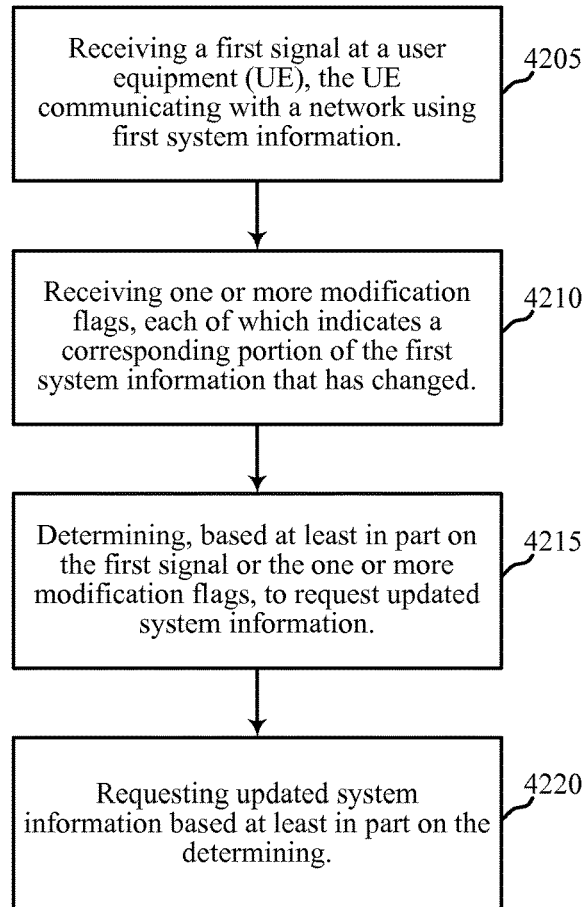 Receiving a first signal at a user
equipment (UE), the UE
communicating with a network using
first system information.
4205
Receiving one or more modification
flags, each of which indicates a
corresponding portion of the first
system information that has changed.
4210
Determining, based at least in part on
the first signal or the one or more
modification flags, to request updated
system information.
4215
Requesting updated system
information based at least in part on the
determining.
4220